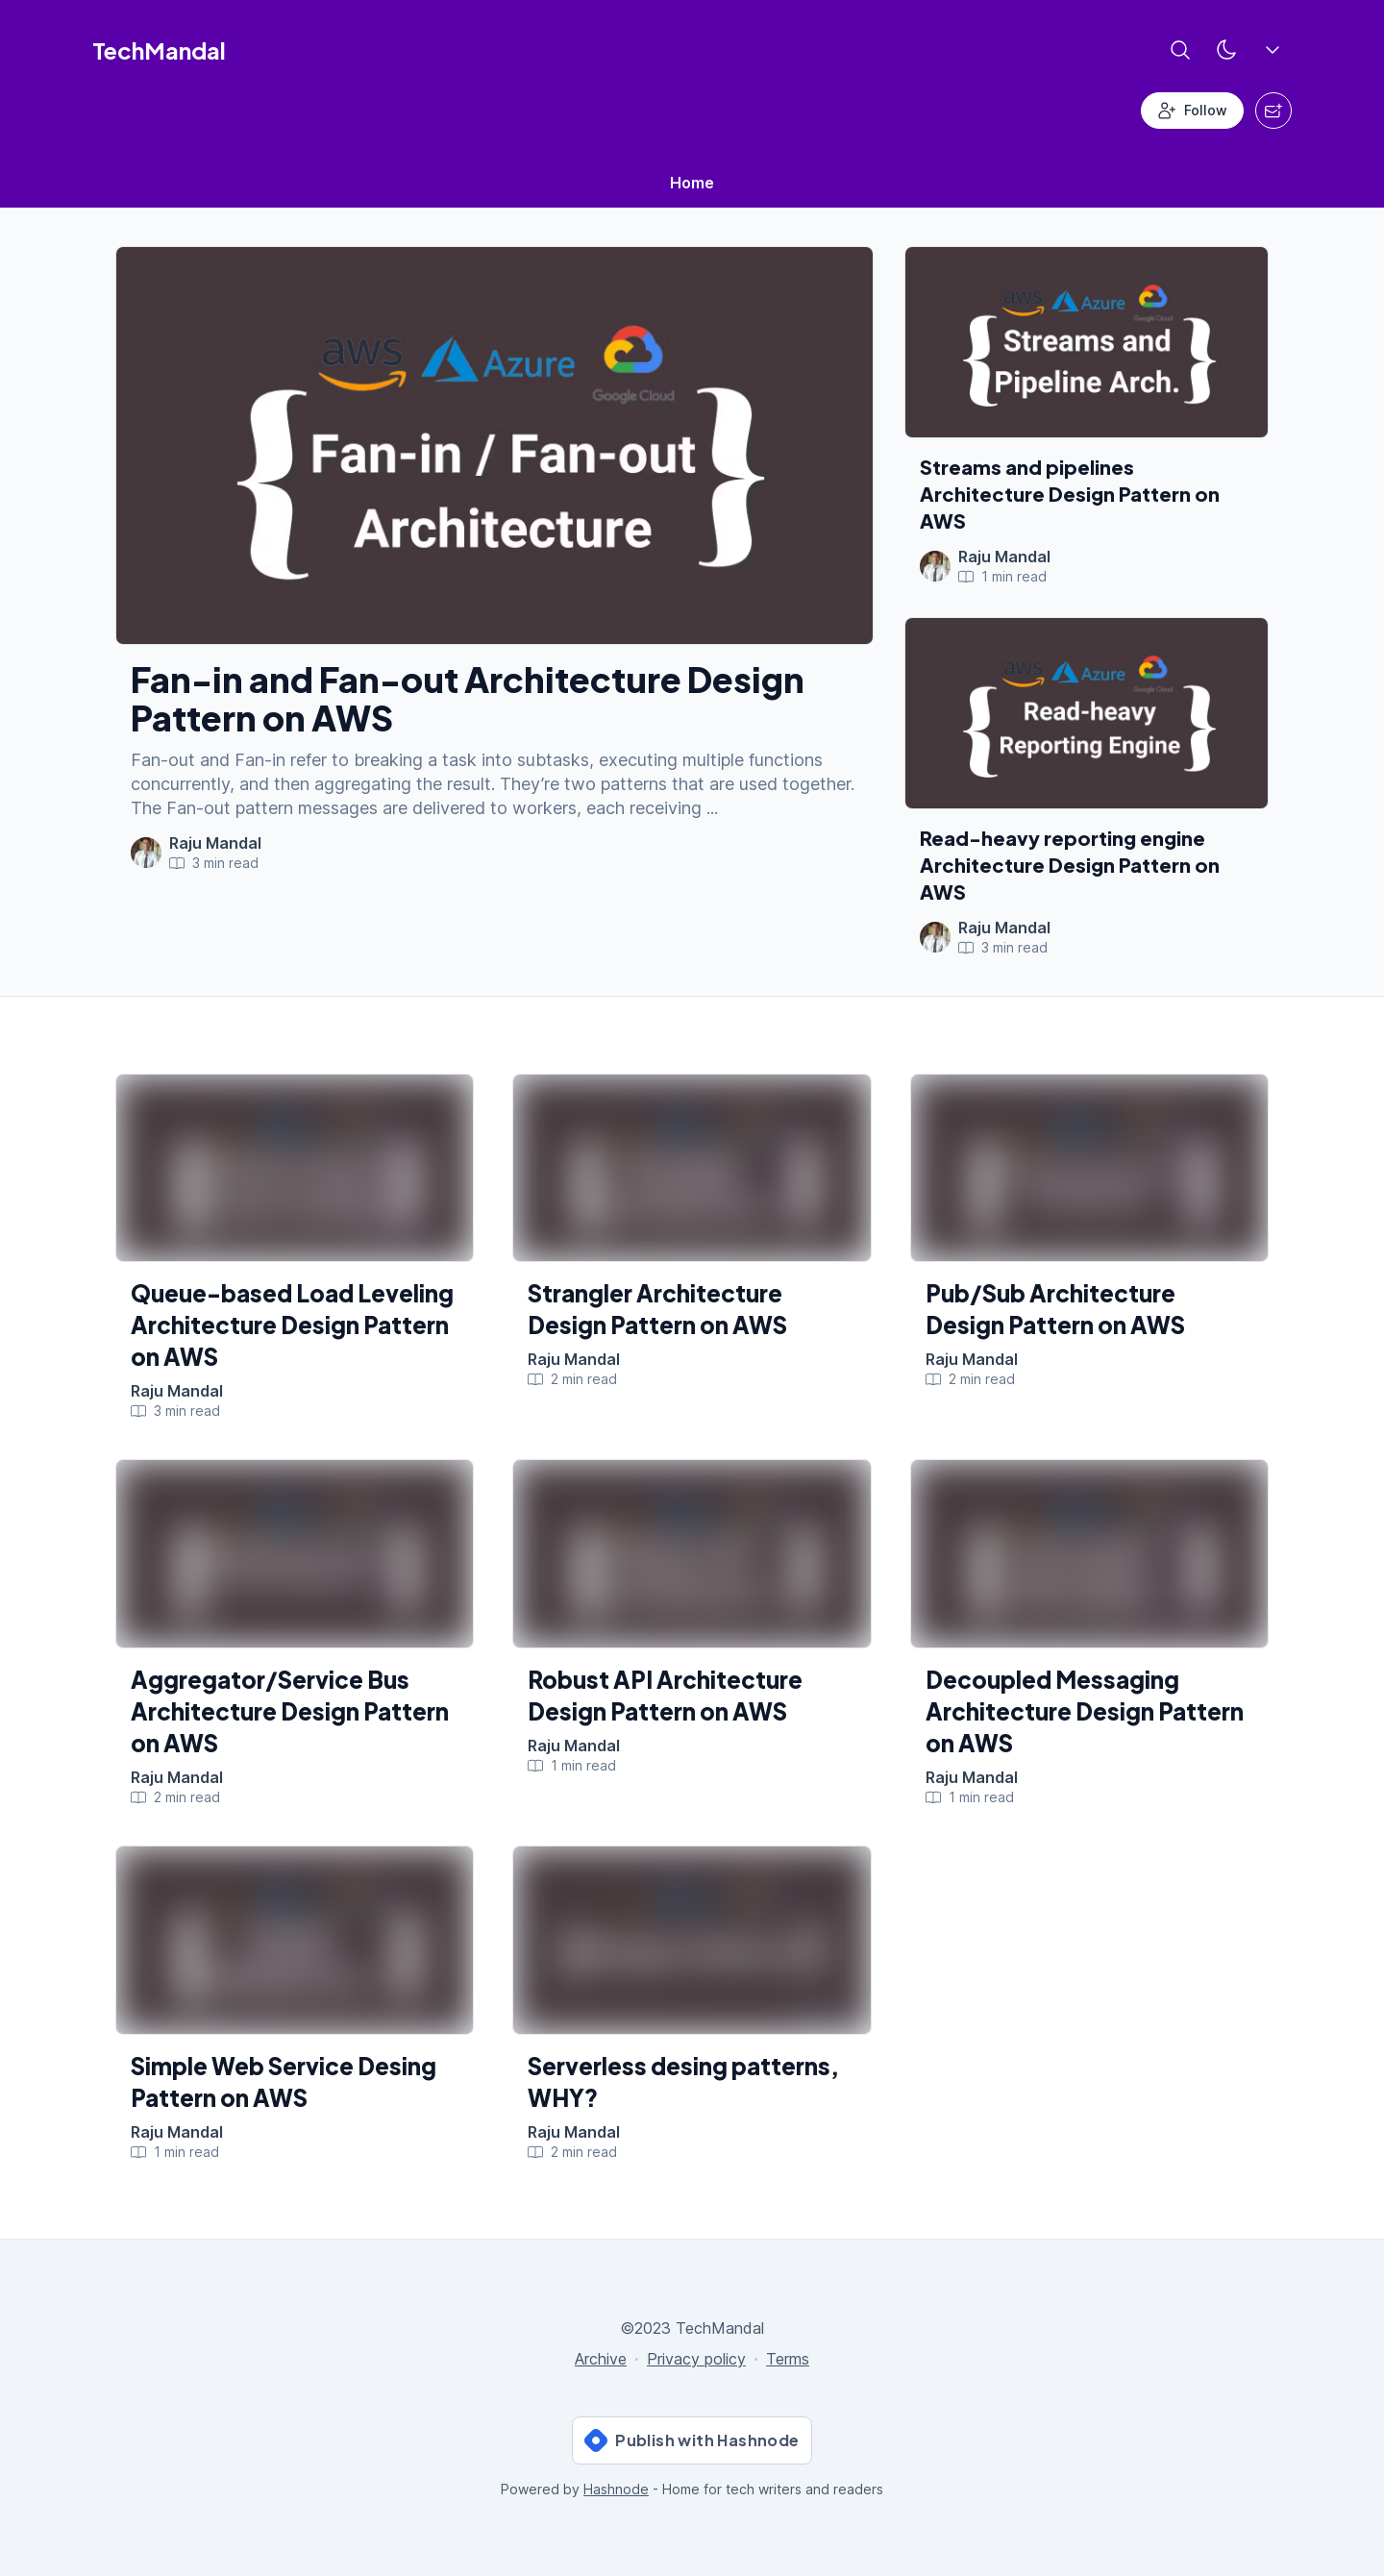 TechMandal
Follow
Home
aws Azure
Google Cloud
{ Fan-in / Fan-out
Architecture }
Fan-in and Fan-out Architecture Design
Pattern on AWS
Fan-out and Fan-in refer to breaking a task into subtasks, executing multiple functions
concurrently, and then aggregating the result. They’re two patterns that are used together.
The Fan-out pattern messages are delivered to workers, each receiving ...
Raju Mandal
3 min read
aws Azure
Google Cloud
{ Streams and
Pipeline Arch. }
Streams and pipelines
Architecture Design Pattern on
AWS
Raju Mandal
1 min read
aws Azure
Google Cloud
{ Read-heavy
Reporting Engine }
Read-heavy reporting engine
Architecture Design Pattern on
AWS
Raju Mandal
3 min read
Queue-based Load Leveling
Architecture Design Pattern
on AWS
Raju Mandal
3 min read
Strangler Architecture
Design Pattern on AWS
Raju Mandal
2 min read
Pub/Sub Architecture
Design Pattern on AWS
Raju Mandal
2 min read
Aggregator/Service Bus
Architecture Design Pattern
on AWS
Raju Mandal
2 min read
Robust API Architecture
Design Pattern on AWS
Raju Mandal
1 min read
Decoupled Messaging
Architecture Design Pattern
on AWS
Raju Mandal
1 min read
Simple Web Service Desing
Pattern on AWS
Raju Mandal
1 min read
Serverless desing patterns,
WHY?
Raju Mandal
2 min read
©2023 TechMandal
Archive · Privacy policy · Terms
Publish with Hashnode
Powered by Hashnode - Home for tech writers and readers